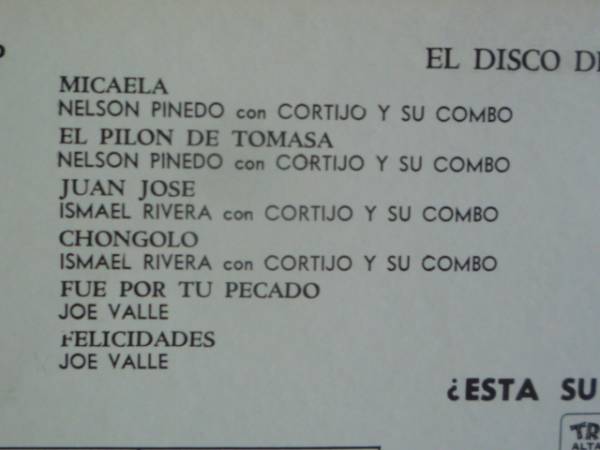 EL DISCO
MICAELA
NELSON PINEDO con CORTIJO Y SU COMBO
EL PILON DE TOMASA
NELSON PINEDO con CORTIJO Y SU COMBO
JUAN JOSE
ISMAEL RIVERA con CORTIJO Y SU COMBO
CHONGOLO
ISMAEL RIVERA con CORTIJO Y SU COMBO
FUE POR TU PECADO
JOE VALLE
FELICIDADES
JOE VALLE
¿ESTA SU